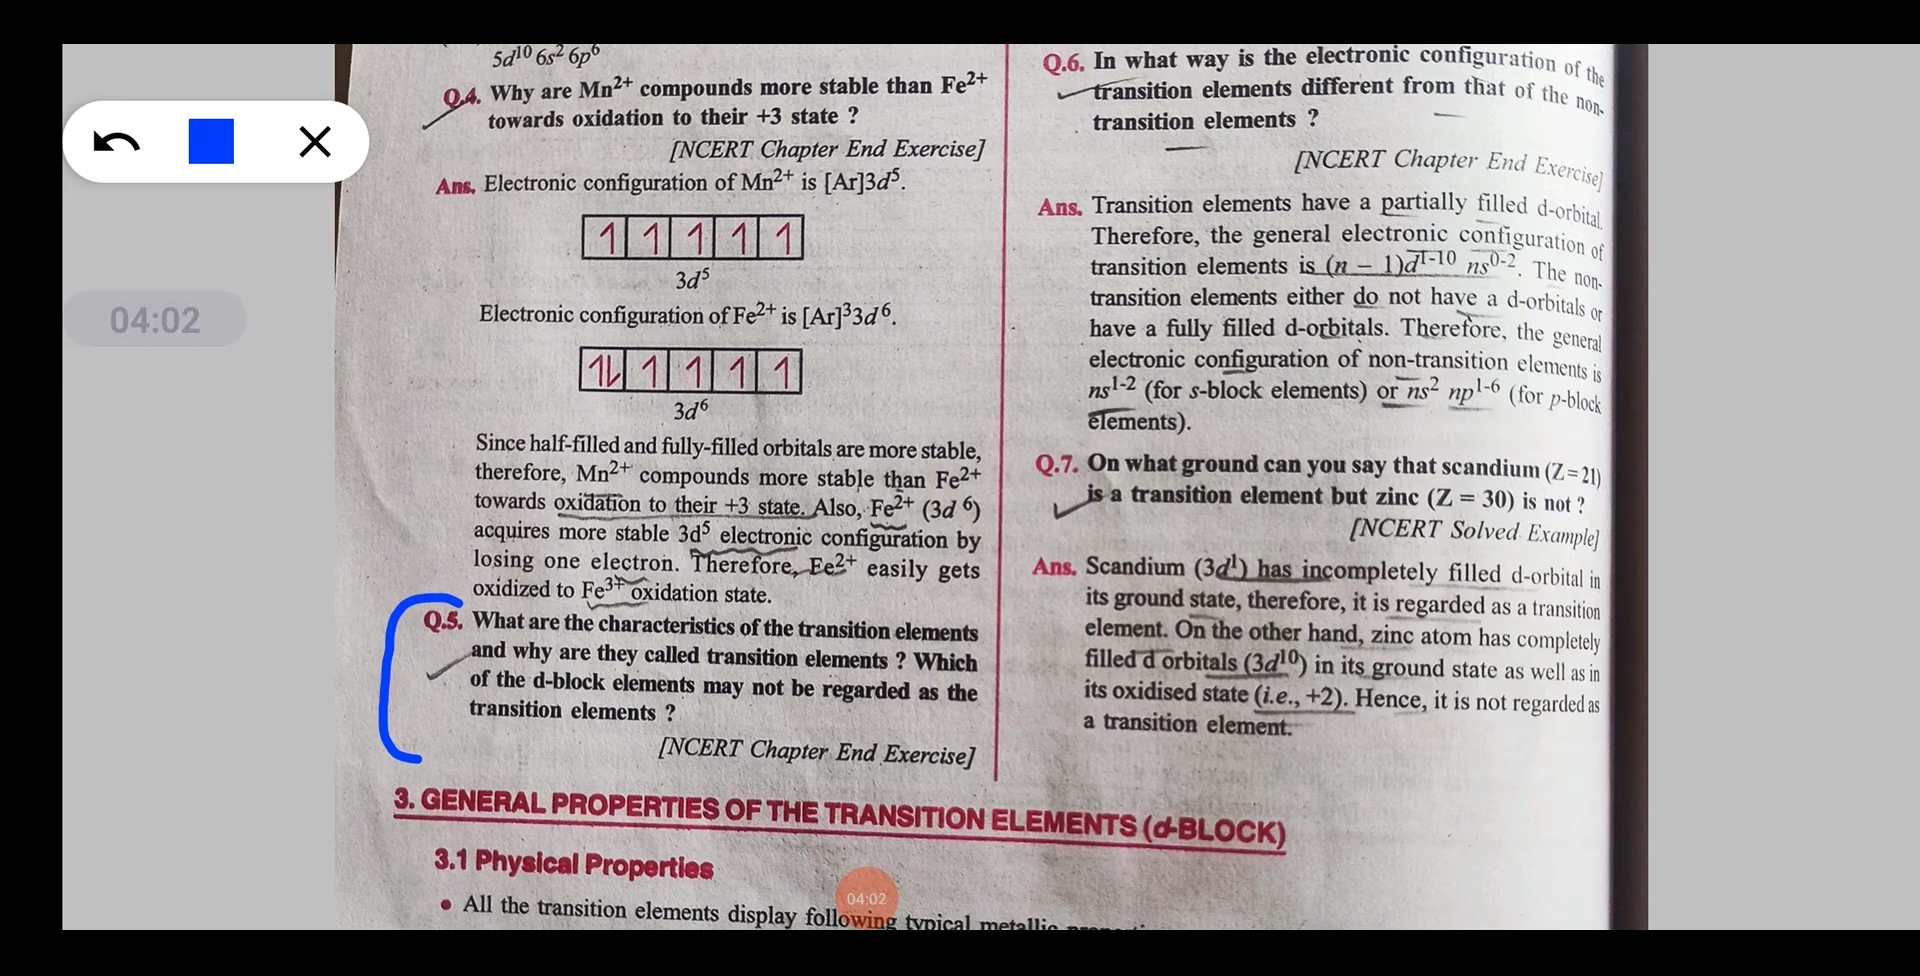 5d¹⁰ 6s² 6p⁶
Q.4. Why are Mn²⁺ compounds more stable than Fe²⁺
towards oxidation to their +3 state ?
[NCERT Chapter End Exercise]
Ans. Electronic configuration of Mn²⁺ is [Ar]3d⁵.
1 1 1 1 1
3d⁵
Electronic configuration of Fe²⁺ is [Ar]³3d⁶.
1L 1 1 1 1
3d⁶
Since half-filled and fully-filled orbitals are more stable,
therefore, Mn²⁺ compounds more stable than Fe²⁺
towards oxidation to their +3 state. Also, Fe²⁺ (3d ⁶)
acquires more stable 3d⁵ electronic configuration by
losing one electron. Therefore, Fe²⁺ easily gets
oxidized to Fe³⁺ oxidation state.
Q.5. What are the characteristics of the transition elements
and why are they called transition elements ? Which
of the d-block elements may not be regarded as the
transition elements ?
[NCERT Chapter End Exercise]
Q.6. In what way is the electronic configuration of the
transition elements different from that of the non-
transition elements ?
[NCERT Chapter End Exercise]
Ans. Transition elements have a partially filled d-orbital.
Therefore, the general electronic configuration of
transition elements is (n – 1)d¹⁻¹⁰ ns⁰⁻². The non-
transition elements either do not have a d-orbitals or
have a fully filled d-orbitals. Therefore, the general
electronic configuration of non-transition elements is
ns¹⁻² (for s-block elements) or ns² np¹⁻⁶ (for p-block
elements).
Q.7. On what ground can you say that scandium (Z = 21)
is a transition element but zinc (Z = 30) is not ?
[NCERT Solved Example]
Ans. Scandium (3d¹) has incompletely filled d-orbital in
its ground state, therefore, it is regarded as a transition
element. On the other hand, zinc atom has completely
filled d orbitals (3d¹⁰) in its ground state as well as in
its oxidised state (i.e., +2). Hence, it is not regarded as
a transition element.
3. GENERAL PROPERTIES OF THE TRANSITION ELEMENTS (d-BLOCK)
3.1 Physical Properties
• All the transition elements display following typical metallic
04:02
04:02